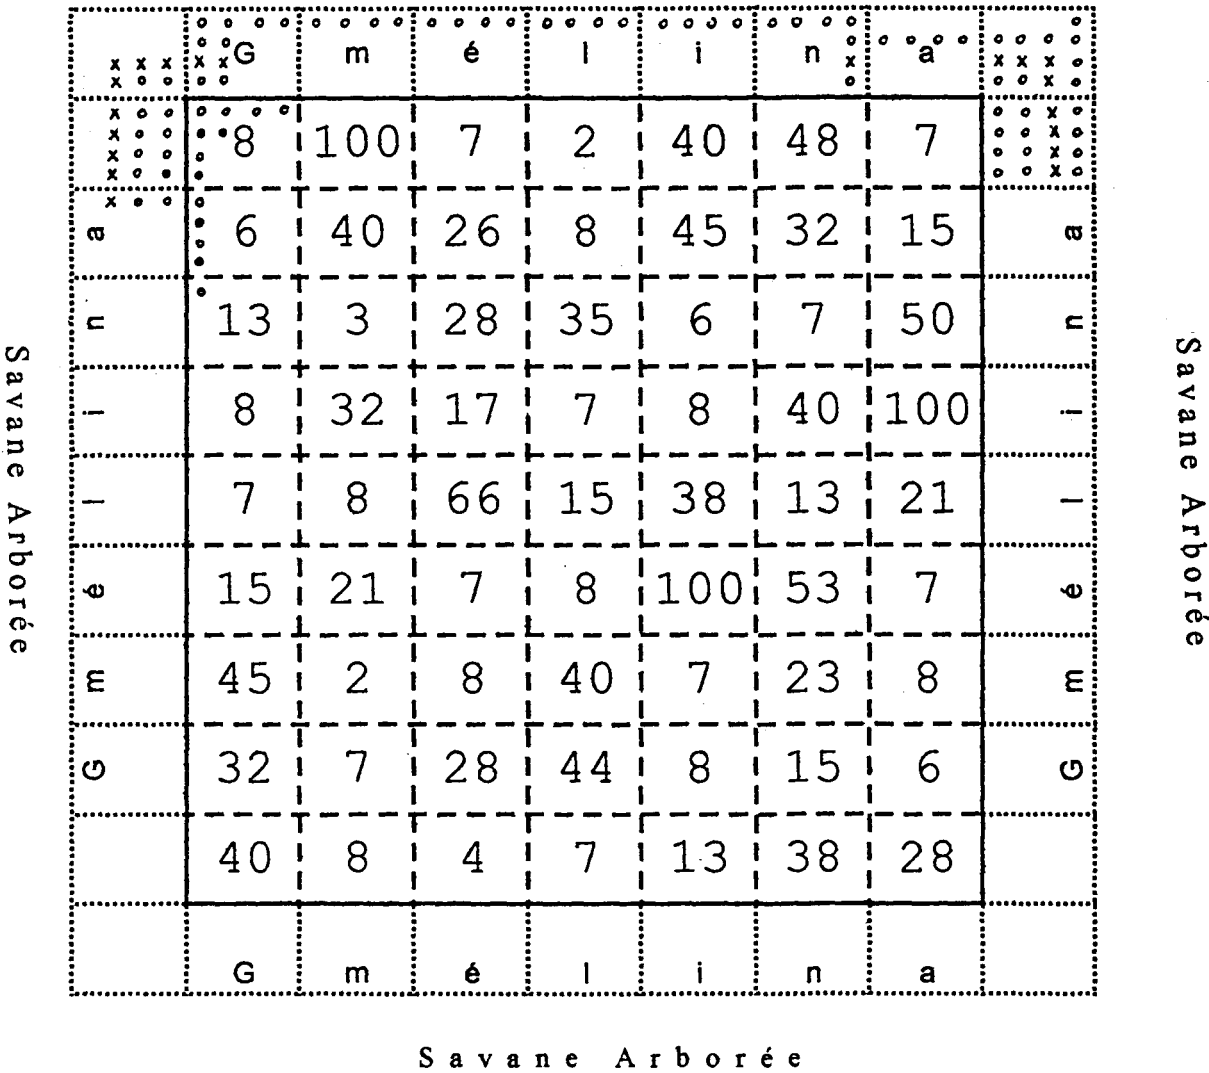 G m é l i n a
8 100 7 2 40 48 7
a 6 40 26 8 45 32 15 a
n 13 3 28 35 6 7 50 n
i 8 32 17 7 8 40 100 i
l 7 8 66 15 38 13 21 l
é 15 21 7 8 100 53 7 é
m 45 2 8 40 7 23 8 m
G 32 7 28 44 8 15 6 G
40 8 4 7 13 38 28
G m é l i n a
Savane Arborée
Savane Arborée
Savane Arborée